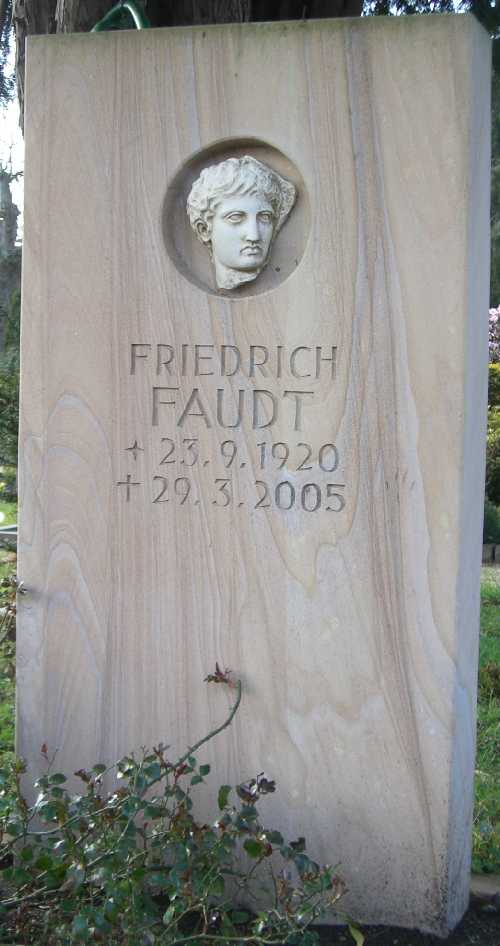 FRIEDRICH
FAUDT
+ 23.9.1920
+ 29.3.2005